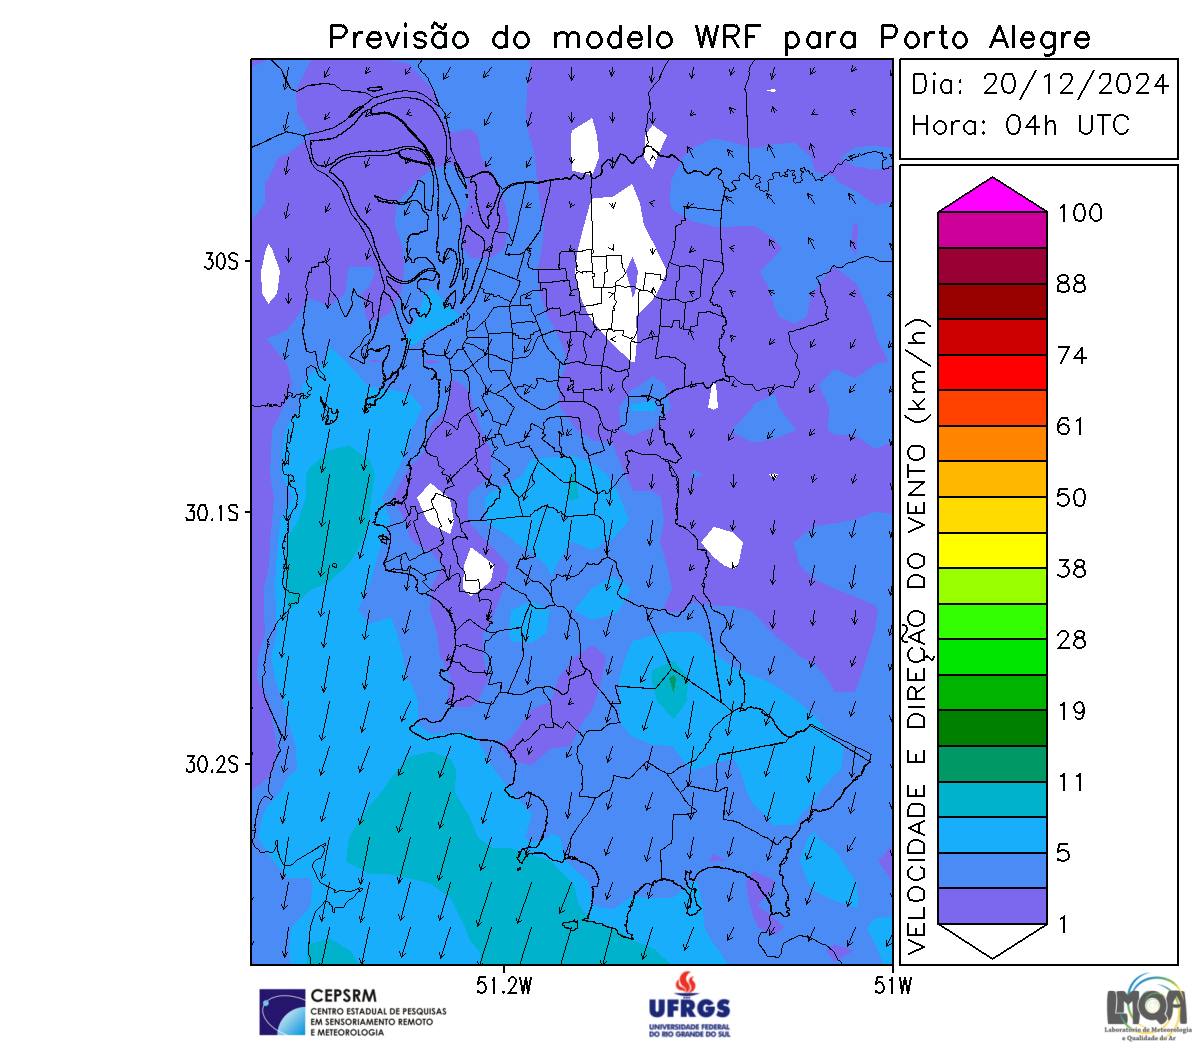 Previsão do modelo WRF para Porto Alegre
Dia: 20/12/2024
Hora: 04h UTC
30S
30.1S
30.2S
51.2W
51W
VELOCIDADE E DIREÇÃO DO VENTO (km/h)
100
88
74
61
50
38
28
19
11
5
1
CEPSRM
CENTRO ESTADUAL DE PESQUISAS
EM SENSORIAMENTO REMOTO
E METEOROLOGIA
UFRGS
UNIVERSIDADE FEDERAL
DO RIO GRANDE DO SUL
LMQA
Laboratório de Meteorologia
e Qualidade do Ar